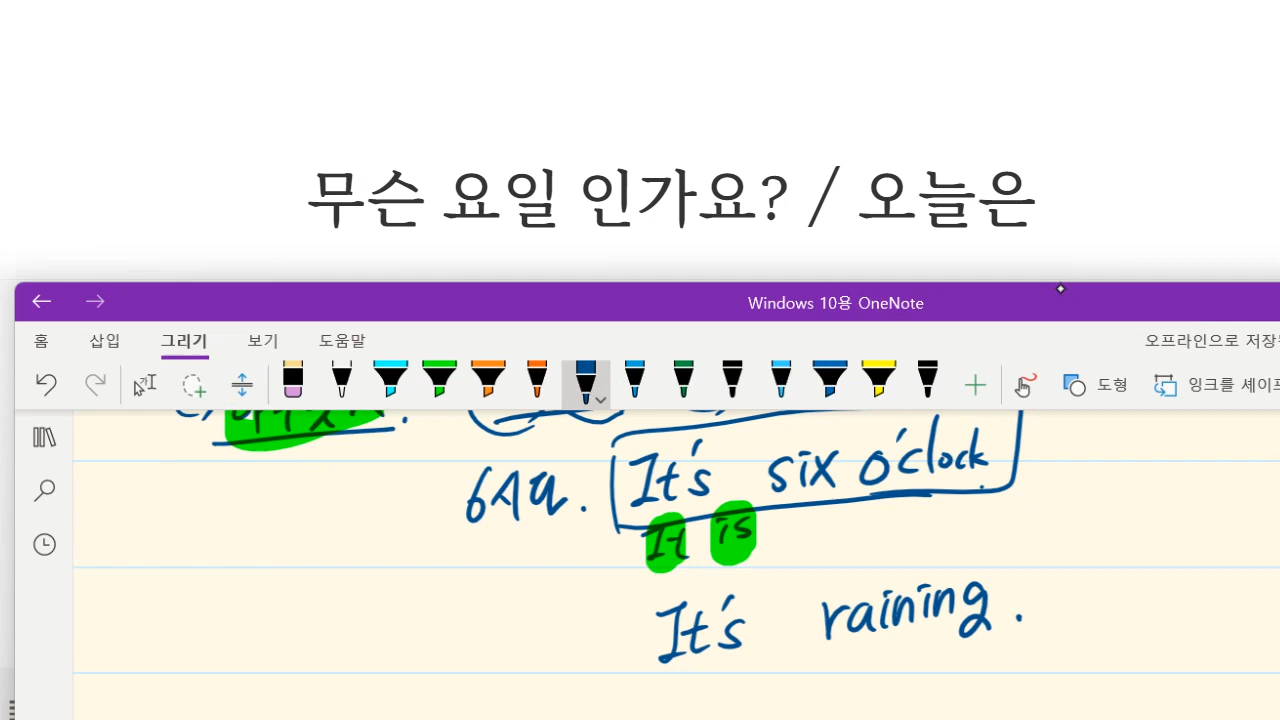 무슨 요일 인가요? / 오늘은
Windows 10용 OneNote
홈 삽입 그리기 보기 도움말 오프라인으로 저장
도형 잉크를 셰이프
6시. It's six o'clock.
It is
It's raining.